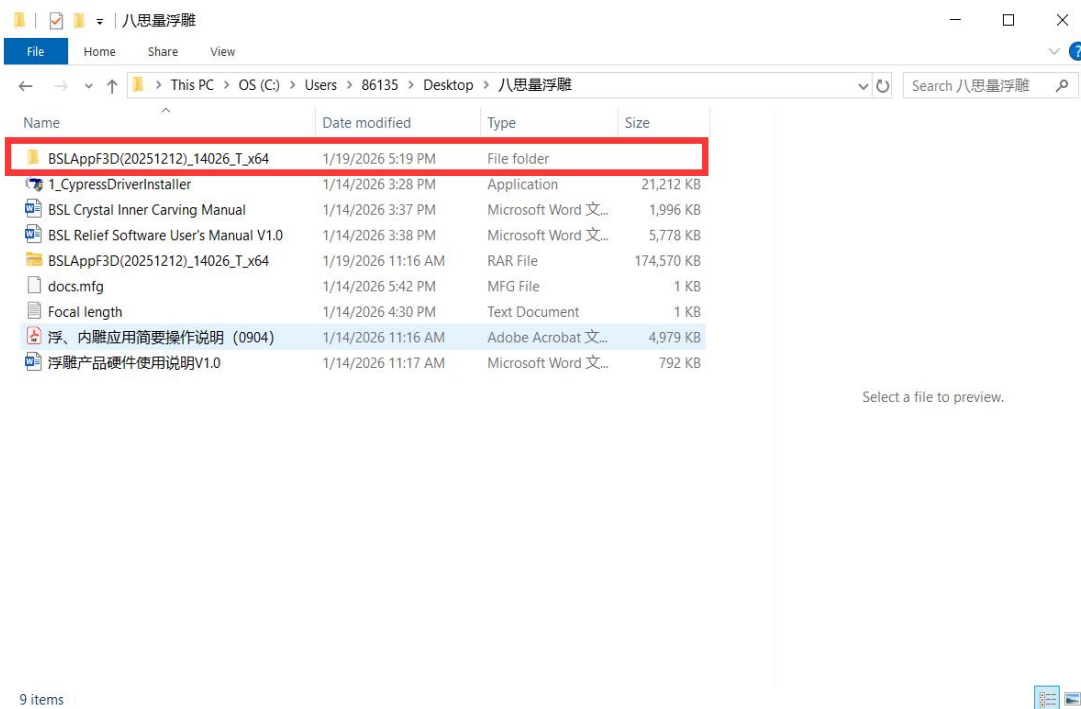 八思量浮雕
File Home Share View
This PC > OS (C:) > Users > 86135 > Desktop > 八思量浮雕 Search 八思量浮雕
Name Date modified Type Size
BSLAppF3D(20251212)_14026_T_x64 1/19/2026 5:19 PM File folder
1_CypressDriverInstaller 1/14/2026 3:28 PM Application 21,212 KB
BSL Crystal Inner Carving Manual 1/14/2026 3:37 PM Microsoft Word 文... 1,996 KB
BSL Relief Software User's Manual V1.0 1/14/2026 3:38 PM Microsoft Word 文... 5,778 KB
BSLAppF3D(20251212)_14026_T_x64 1/19/2026 11:16 AM RAR File 174,570 KB
docs.mfg 1/14/2026 5:42 PM MFG File 1 KB
Focal length 1/14/2026 4:30 PM Text Document 1 KB
浮、内雕应用简要操作说明（0904） 1/14/2026 11:16 AM Adobe Acrobat 文... 4,979 KB
浮雕产品硬件使用说明V1.0 1/14/2026 11:17 AM Microsoft Word 文... 792 KB
Select a file to preview.
9 items